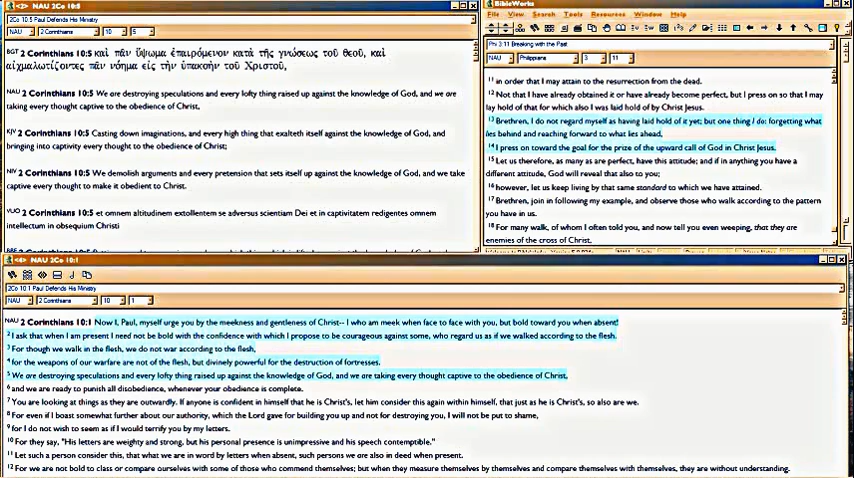 <2> NAU 2Co 10:5
2Co 10:5 Paul Defends His Ministry
NAU 2 Corinthians 10 5
BGT 2 Corinthians 10:5 καὶ πᾶν ὕψωμα ἐπαιρόμενον κατὰ τῆς γνώσεως τοῦ θεοῦ, καὶ
αἰχμαλωτίζοντες πᾶν νόημα εἰς τὴν ὑπακοὴν τοῦ Χριστοῦ,
NAU 2 Corinthians 10:5 We are destroying speculations and every lofty thing raised up against the knowledge of God, and we are
taking every thought captive to the obedience of Christ,
KJV 2 Corinthians 10:5 Casting down imaginations, and every high thing that exalteth itself against the knowledge of God, and
bringing into captivity every thought to the obedience of Christ;
NIV 2 Corinthians 10:5 We demolish arguments and every pretension that sets itself up against the knowledge of God, and we take
captive every thought to make it obedient to Christ.
VUO 2 Corinthians 10:5 et omnem altitudinem extollentem se adversus scientiam Dei et in captivitatem redigentes omnem
intellectum in obsequium Christi
BibleWorks
File View Search Tools Resources Window Help
Phi 3:11 Breaking with the Past
NAU Philippians 3 11
11 in order that I may attain to the resurrection from the dead.
12 Not that I have already obtained it or have already become perfect, but I press on so that I may
lay hold of that for which also I was laid hold of by Christ Jesus.
13 Brethren, I do not regard myself as having laid hold of it yet; but one thing I do: forgetting what
lies behind and reaching forward to what lies ahead,
14 I press on toward the goal for the prize of the upward call of God in Christ Jesus.
15 Let us therefore, as many as are perfect, have this attitude; and if in anything you have a
different attitude, God will reveal that also to you;
16 however, let us keep living by that same standard to which we have attained.
17 Brethren, join in following my example, and observe those who walk according to the pattern
you have in us.
18 For many walk, of whom I often told you, and now tell you even weeping, that they are
enemies of the cross of Christ,
NAU 2Co 10:1
2Co 10:1 Paul Defends His Ministry
NAU 2 Corinthians 10 1
NAU 2 Corinthians 10:1 Now I, Paul, myself urge you by the meekness and gentleness of Christ-- I who am meek when face to face with you, but bold toward you when absent!
2 I ask that when I am present I need not be bold with the confidence with which I propose to be courageous against some, who regard us as if we walked according to the flesh.
3 For though we walk in the flesh, we do not war according to the flesh,
4 for the weapons of our warfare are not of the flesh, but divinely powerful for the destruction of fortresses.
5 We are destroying speculations and every lofty thing raised up against the knowledge of God, and we are taking every thought captive to the obedience of Christ,
6 and we are ready to punish all disobedience, whenever your obedience is complete.
7 You are looking at things as they are outwardly. If anyone is confident in himself that he is Christ's, let him consider this again within himself, that just as he is Christ's, so also are we.
8 For even if I boast somewhat further about our authority, which the Lord gave for building you up and not for destroying you, I will not be put to shame,
9 for I do not wish to seem as if I would terrify you by my letters.
10 For they say, "His letters are weighty and strong, but his personal presence is unimpressive and his speech contemptible."
11 Let such a person consider this, that what we are in word by letters when absent, such persons we are also in deed when present.
12 For we are not bold to class or compare ourselves with some of those who commend themselves; but when they measure themselves by themselves and compare themselves with themselves, they are without understanding.